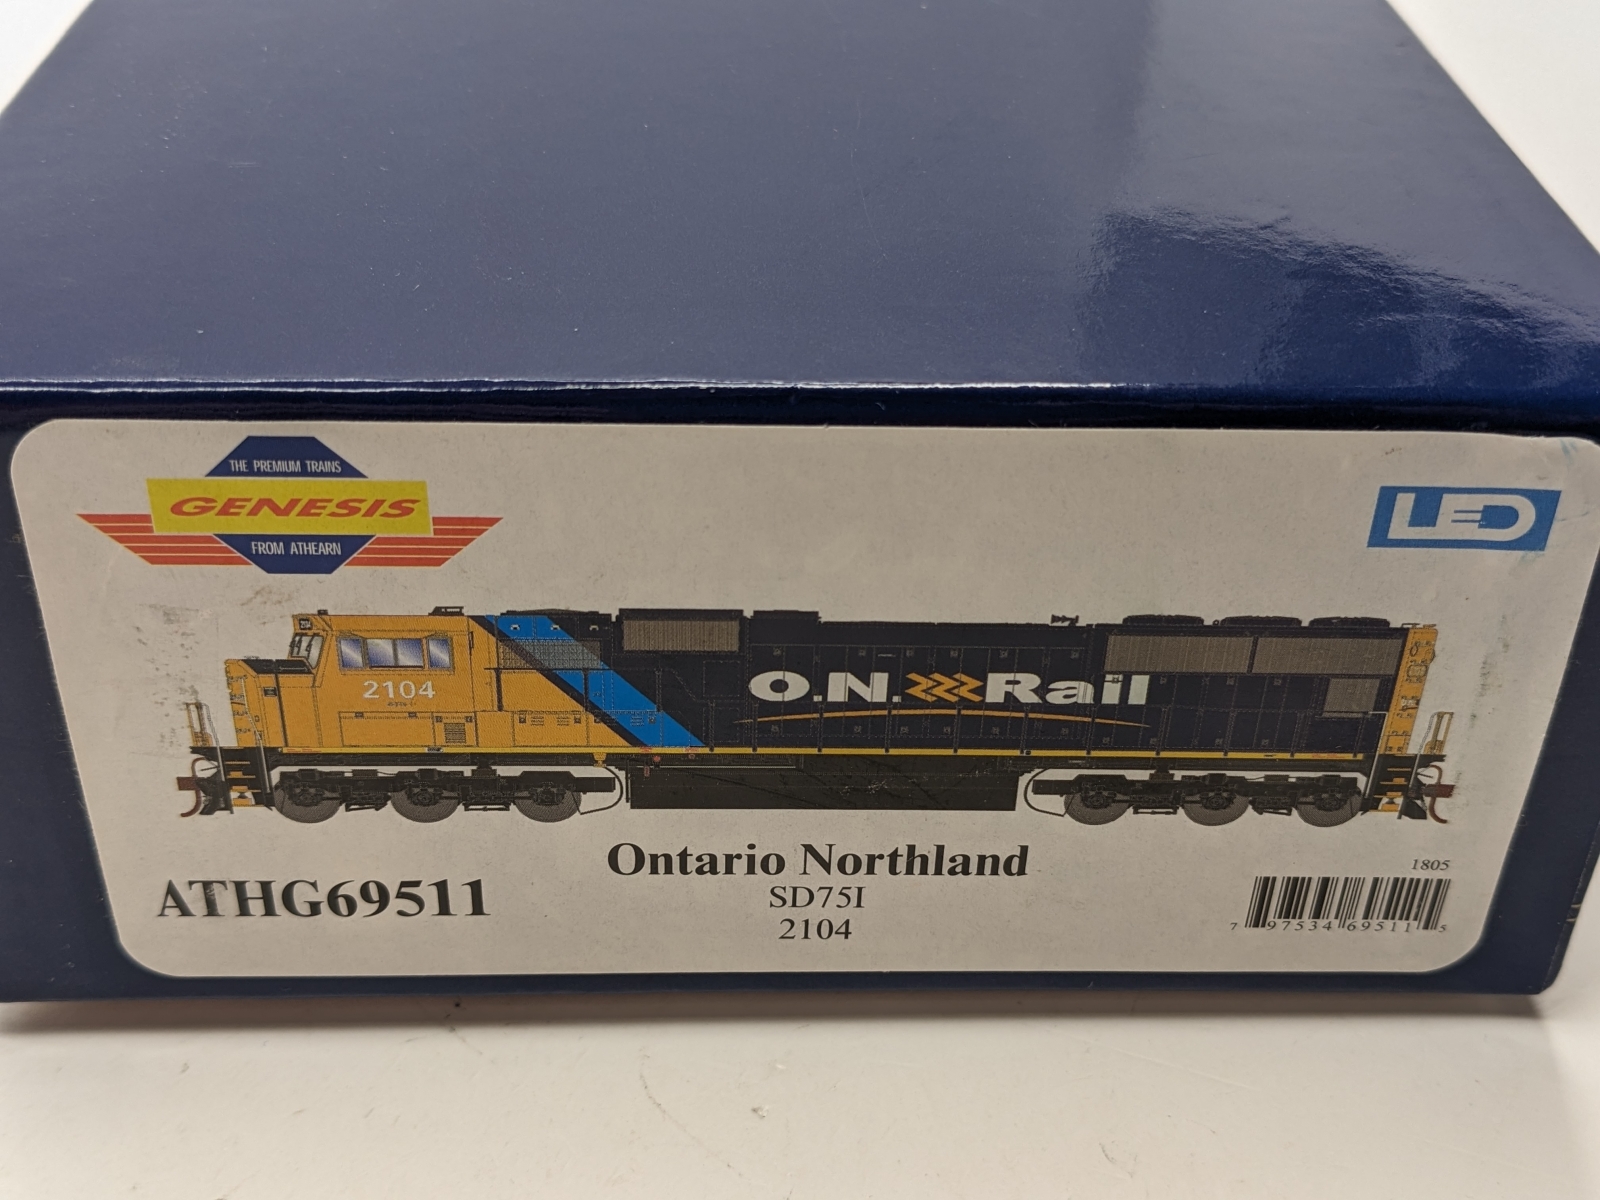 THE PREMIUM TRAINS
GENESIS
FROM ATHEARN
LED
2104
O.N. Rail
Ontario Northland
SD75I
2104
ATHG69511
1805
7 97534 69511 5